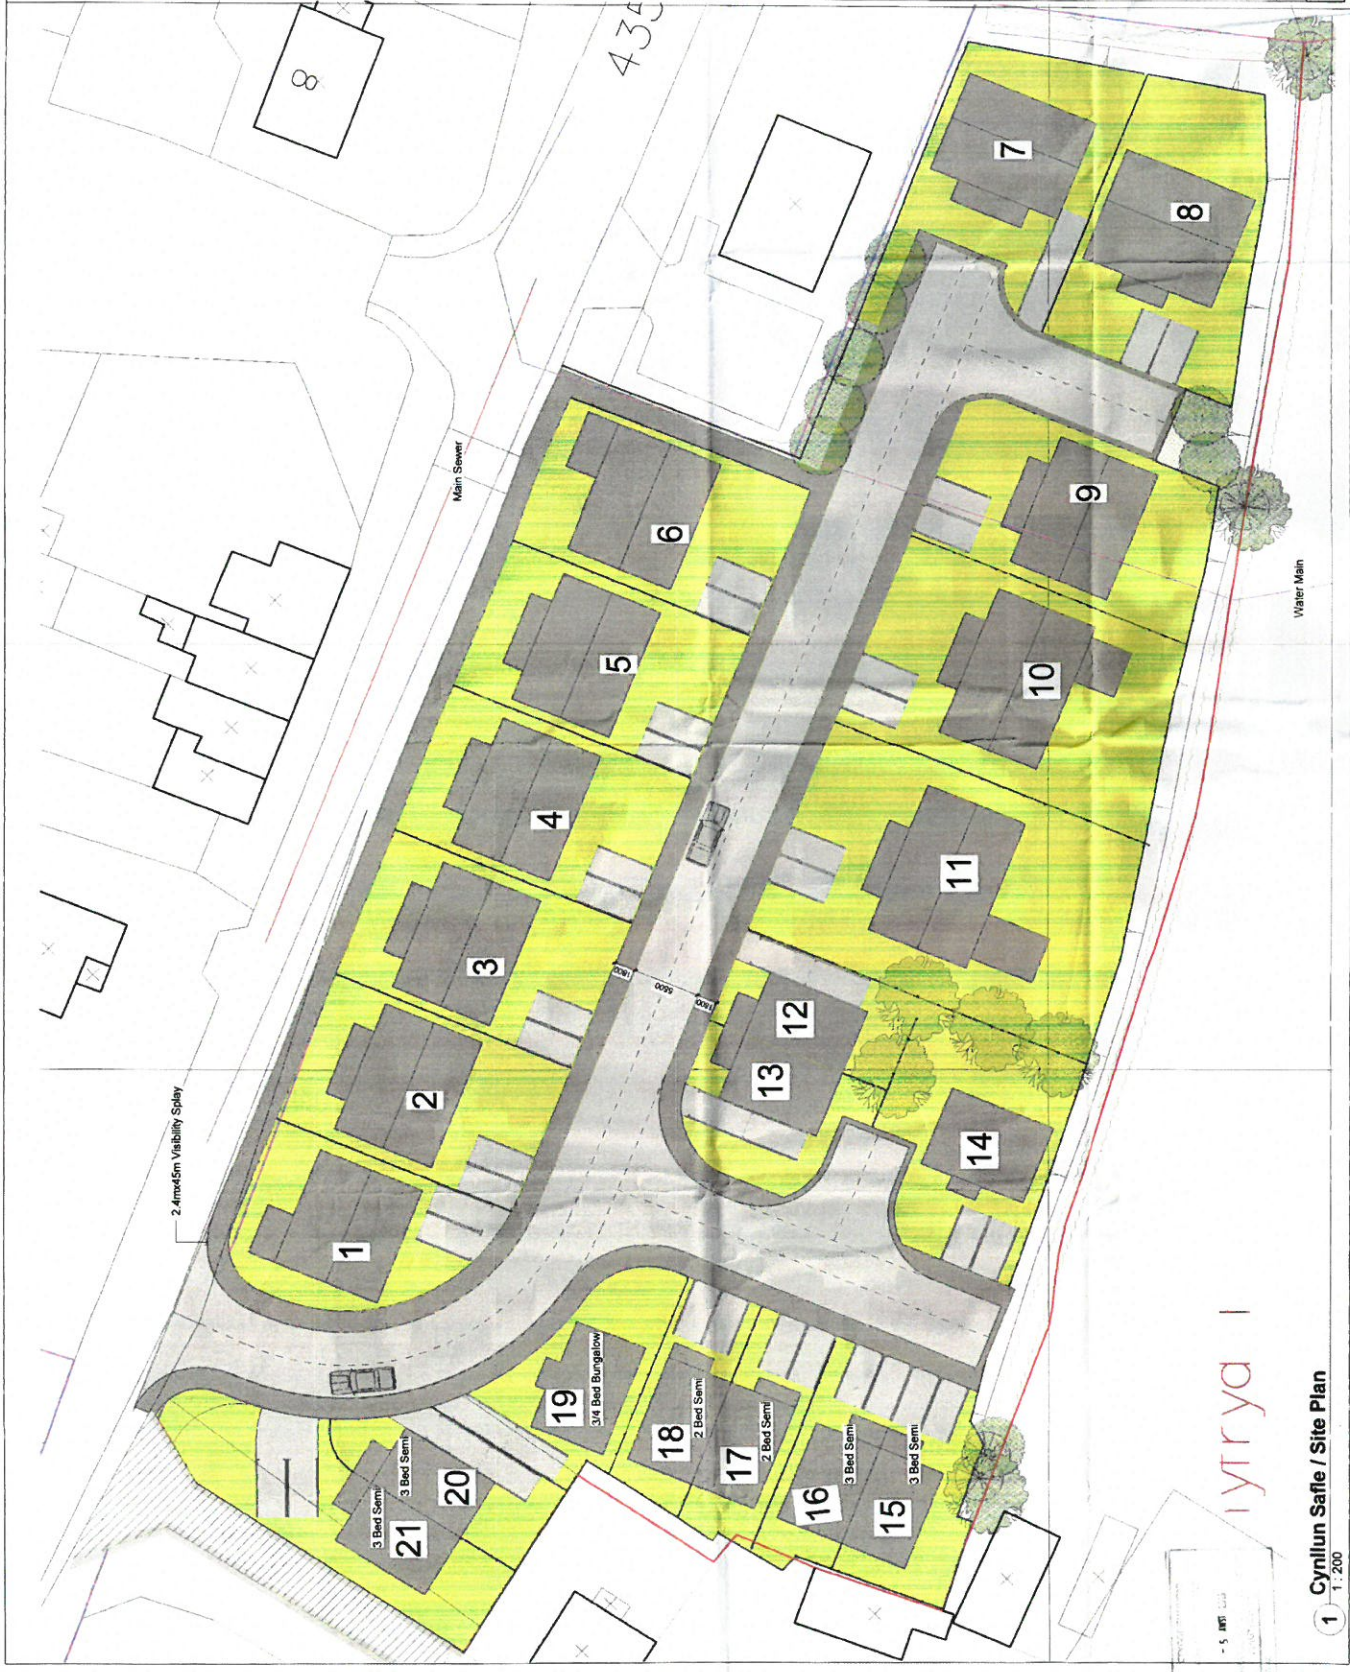 8
435
Main Sewer
2.4mx45m Visibility Splay
7
8
6
5
4
3
2
1
9
10
11
12
13
14
1800
5500
1800
19
3/4 Bed Bungalow
18
2 Bed Semi
17
2 Bed Semi
16
3 Bed Semi
15
3 Bed Semi
20
3 Bed Semi
21
3 Bed Semi
Water Main
1 Cynllun Safle / Site Plan
1 : 200